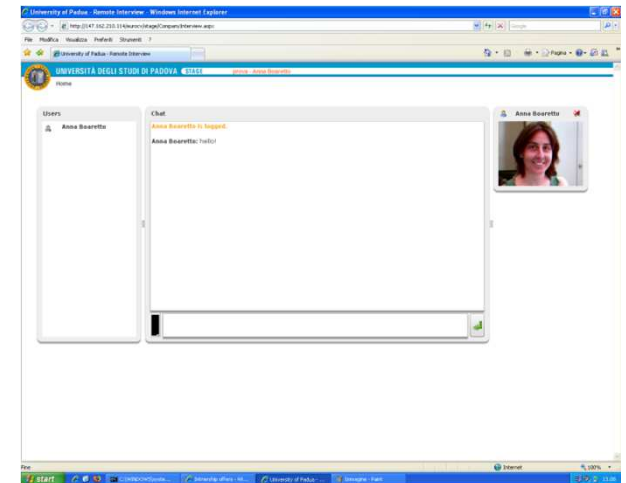 University of Padua - Remote Interview - Windows Internet Explorer
File Modifica Visualizza Preferiti Strumenti ?
University of Padua - Remote Interview
Pagina
UNIVERSITÀ DEGLI STUDI DI PADOVA STAGE
prova - Anna Boaretto
Home
Users
Anna Boaretto
Chat
Anna Boaretto is logged.
Anna Boaretto: hello!
Anna Boaretto
Fine
Internet
100%
start
University of Padua - ...